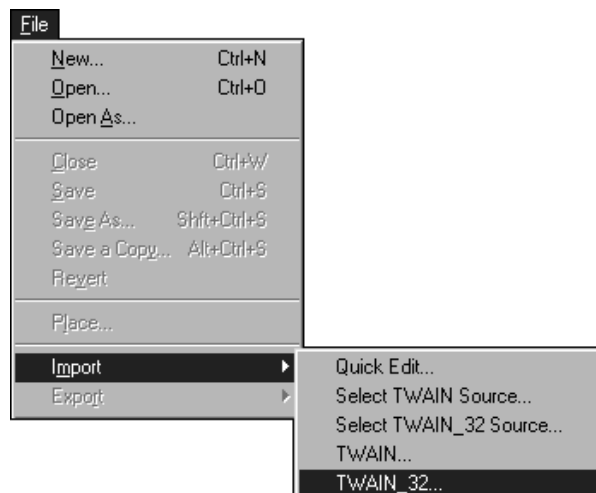 File
New... Ctrl+N
Open... Ctrl+O
Open As...
Close Ctrl+W
Save Ctrl+S
Save As... Shft+Ctrl+S
Save a Copy... Alt+Ctrl+S
Revert
Place...
Import
Export
Quick Edit...
Select TWAIN Source...
Select TWAIN_32 Source...
TWAIN...
TWAIN_32...